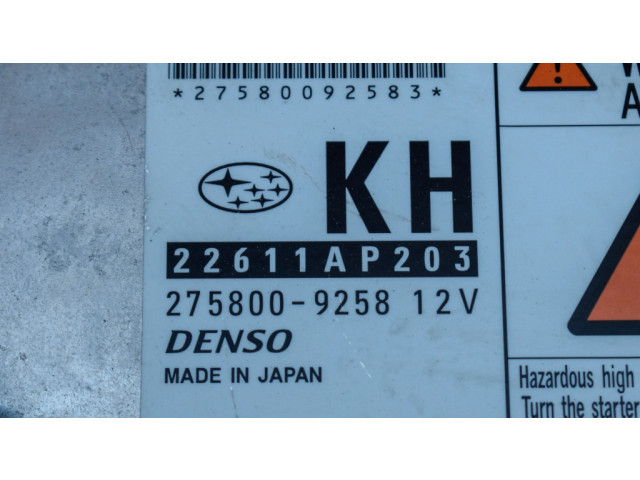 *27580092583*
KH
22611AP203
275800-9258 12V
DENSO
MADE IN JAPAN
Hazardous high
Turn the starter